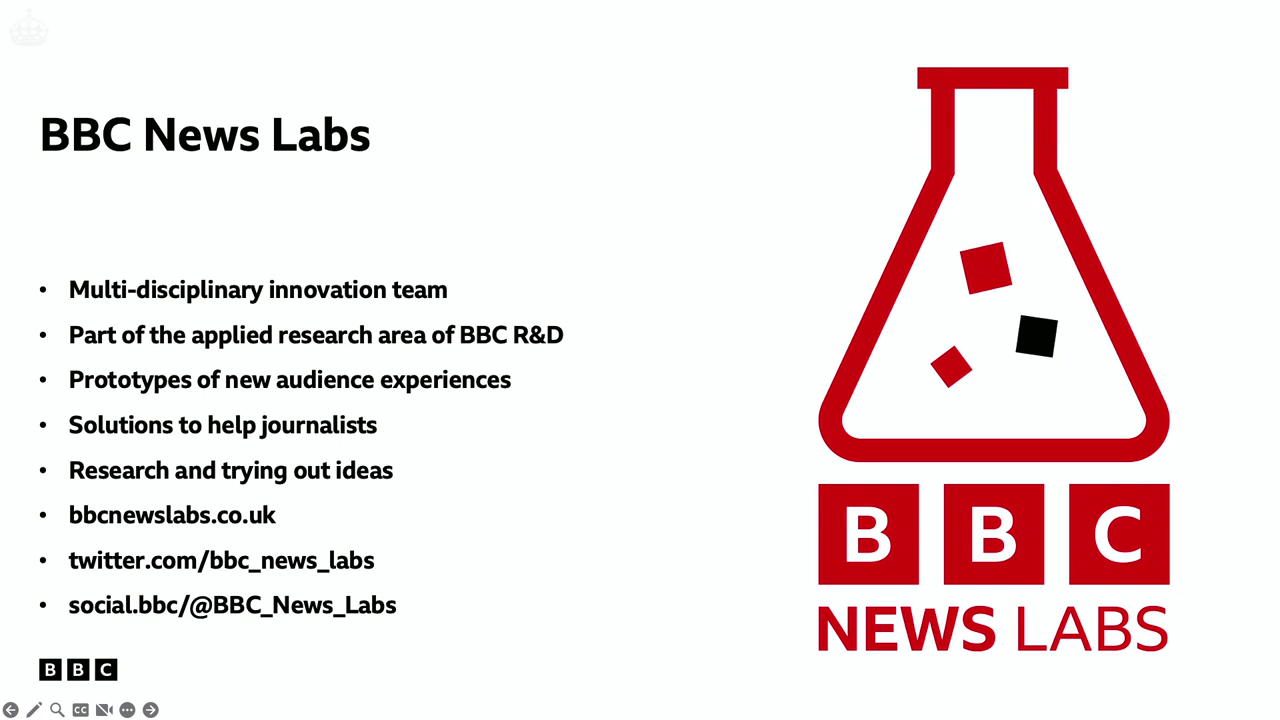 BBC News Labs
• Multi-disciplinary innovation team
• Part of the applied research area of BBC R&D
• Prototypes of new audience experiences
• Solutions to help journalists
• Research and trying out ideas
• bbcnewslabs.co.uk
• twitter.com/bbc_news_labs
• social.bbc/@BBC_News_Labs
BBC
BBC
NEWS LABS
CC